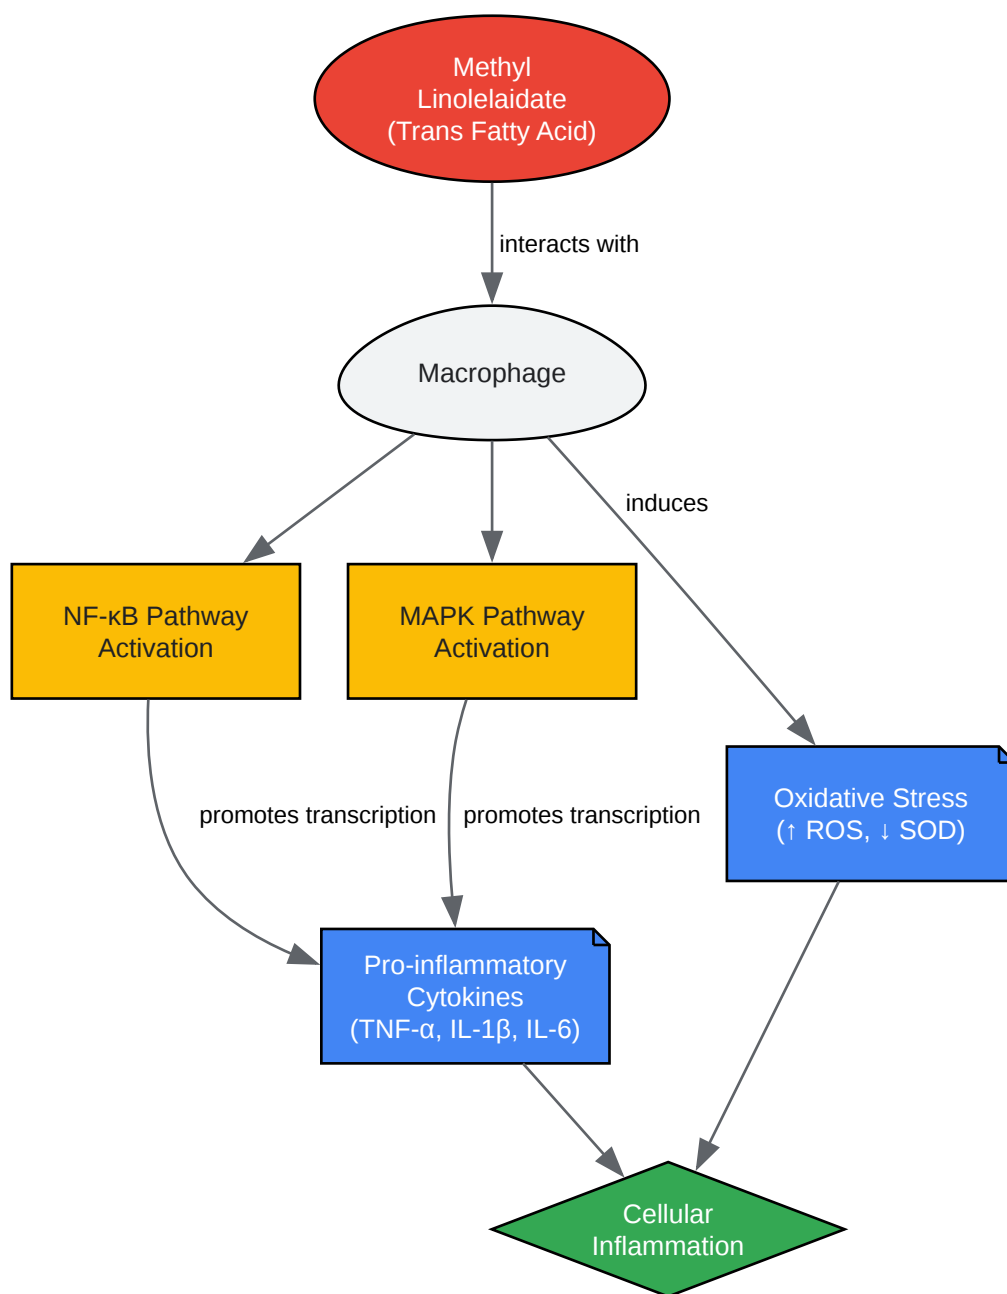 Methyl
Linolelaidate
(Trans Fatty Acid)
interacts with
Macrophage
induces
NF-κB Pathway
Activation
MAPK Pathway
Activation
promotes transcription
promotes transcription
Oxidative Stress
(↑ ROS, ↓ SOD)
Pro-inflammatory
Cytokines
(TNF-α, IL-1β, IL-6)
Cellular
Inflammation